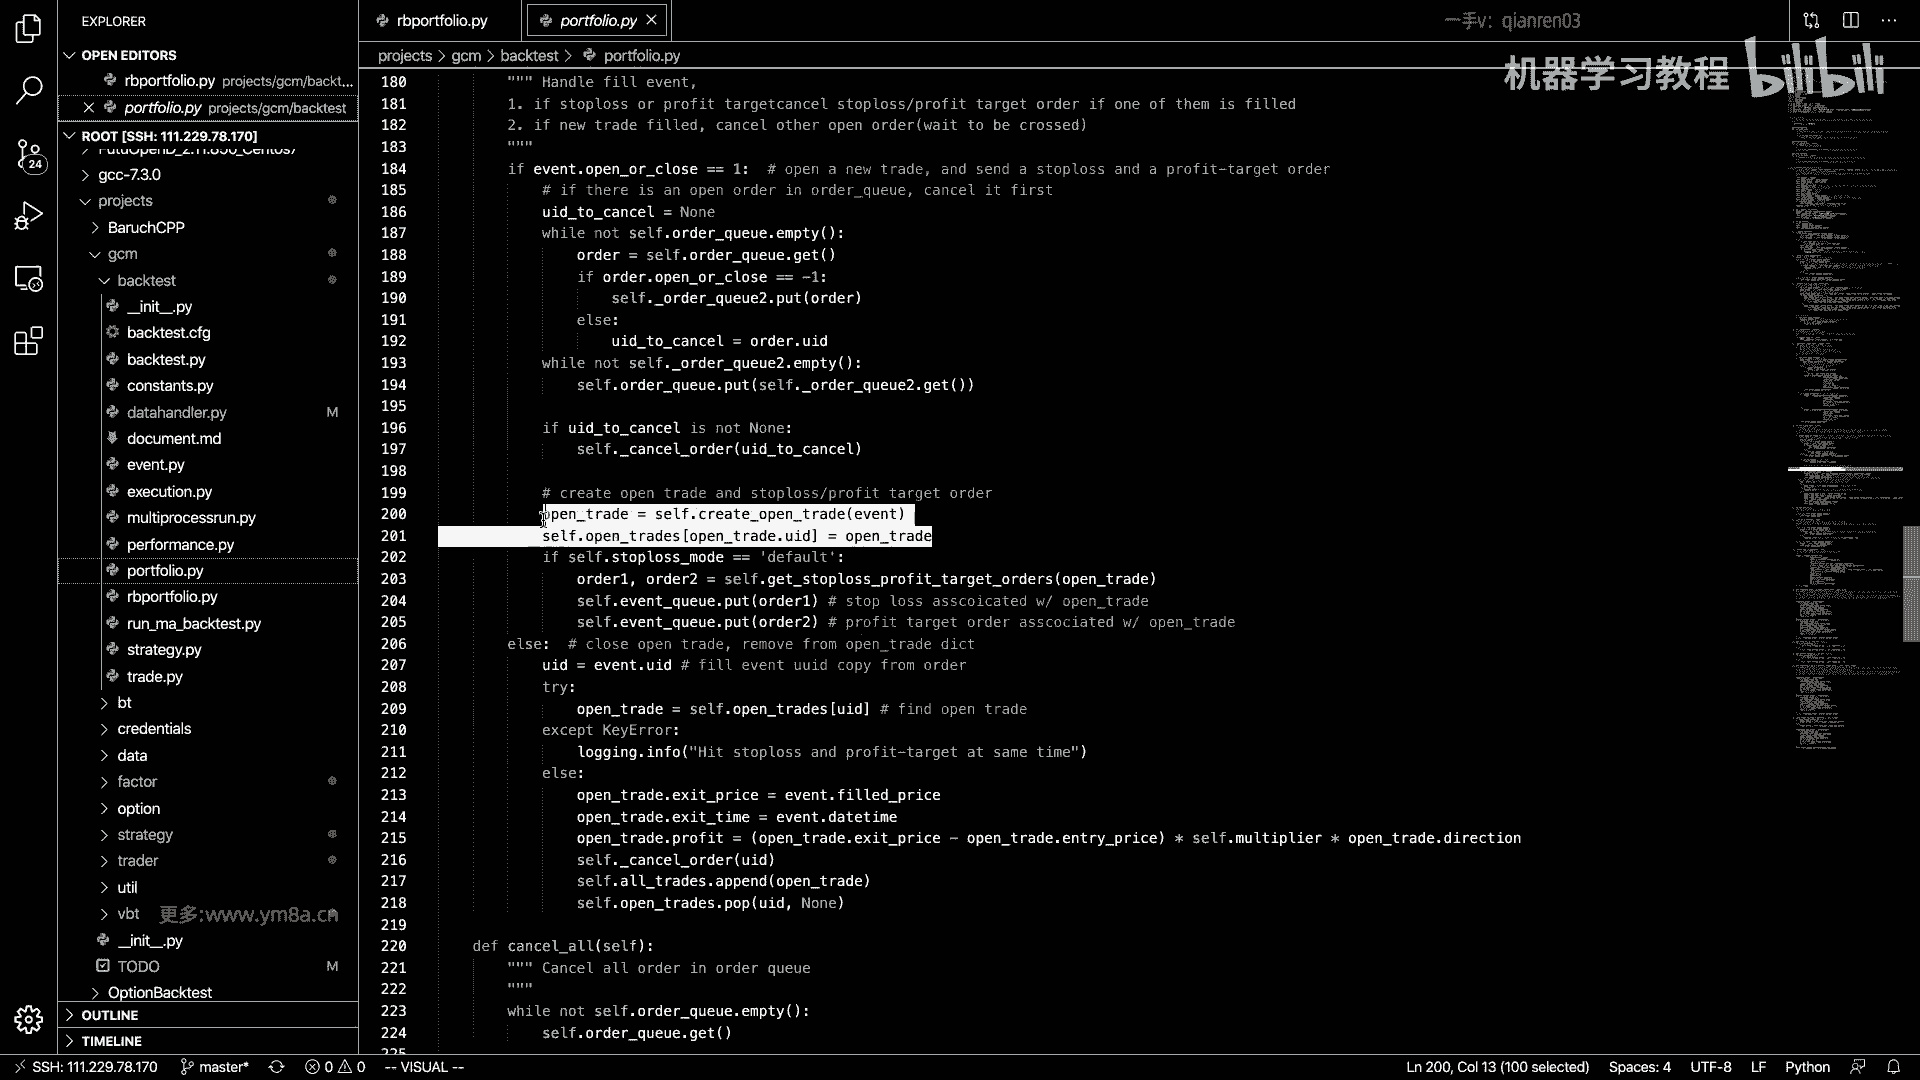 EXPLORER
OPEN EDITORS
rbportfolio.py projects/gcm/backt...
portfolio.py projects/gcm/backtest
ROOT [SSH: 111.229.78.170]
gcc-7.3.0
projects
BaruchCPP
gcm
backtest
__init__.py
backtest.cfg
backtest.py
constants.py
datahandler.py M
document.md
event.py
execution.py
multiprocessrun.py
performance.py
portfolio.py
rbportfolio.py
run_ma_backtest.py
strategy.py
trade.py
bt
credentials
data
factor
option
strategy
trader
util
vbt
更多:www.ym8a.cn
__init__.py
TODO M
OptionBacktest
OUTLINE
TIMELINE
24
rbportfolio.py
portfolio.py
一手v：qianren03
projects > gcm > backtest > portfolio.py
机器学习教程 bilibili
180 """ Handle fill event,
181 1. if stoploss or profit targetcancel stoploss/profit target order if one of them is filled
182 2. if new trade filled, cancel other open order(wait to be crossed)
183 """
184 if event.open_or_close == 1: # open a new trade, and send a stoploss and a profit-target order
185 # if there is an open order in order_queue, cancel it first
186 uid_to_cancel = None
187 while not self.order_queue.empty():
188 order = self.order_queue.get()
189 if order.open_or_close == -1:
190 self._order_queue2.put(order)
191 else:
192 uid_to_cancel = order.uid
193 while not self._order_queue2.empty():
194 self.order_queue.put(self._order_queue2.get())
195
196 if uid_to_cancel is not None:
197 self._cancel_order(uid_to_cancel)
198
199 # create open trade and stoploss/profit target order
200 open_trade = self.create_open_trade(event)
201 self.open_trades[open_trade.uid] = open_trade
202 if self.stoploss_mode == 'default':
203 order1, order2 = self.get_stoploss_profit_target_orders(open_trade)
204 self.event_queue.put(order1) # stop loss asscoicated w/ open_trade
205 self.event_queue.put(order2) # profit target order asscociated w/ open_trade
206 else: # close open trade, remove from open_trade dict
207 uid = event.uid # fill event uuid copy from order
208 try:
209 open_trade = self.open_trades[uid] # find open trade
210 except KeyError:
211 logging.info("Hit stoploss and profit-target at same time")
212 else:
213 open_trade.exit_price = event.filled_price
214 open_trade.exit_time = event.datetime
215 open_trade.profit = (open_trade.exit_price - open_trade.entry_price) * self.multiplier * open_trade.direction
216 self._cancel_order(uid)
217 self.all_trades.append(open_trade)
218 self.open_trades.pop(uid, None)
219
220 def cancel_all(self):
221 """ Cancel all order in order queue
222 """
223 while not self.order_queue.empty():
224 self.order_queue.get()
SSH: 111.229.78.170 master* 0 0 -- VISUAL -- Ln 200, Col 13 (100 selected) Spaces: 4 UTF-8 LF Python